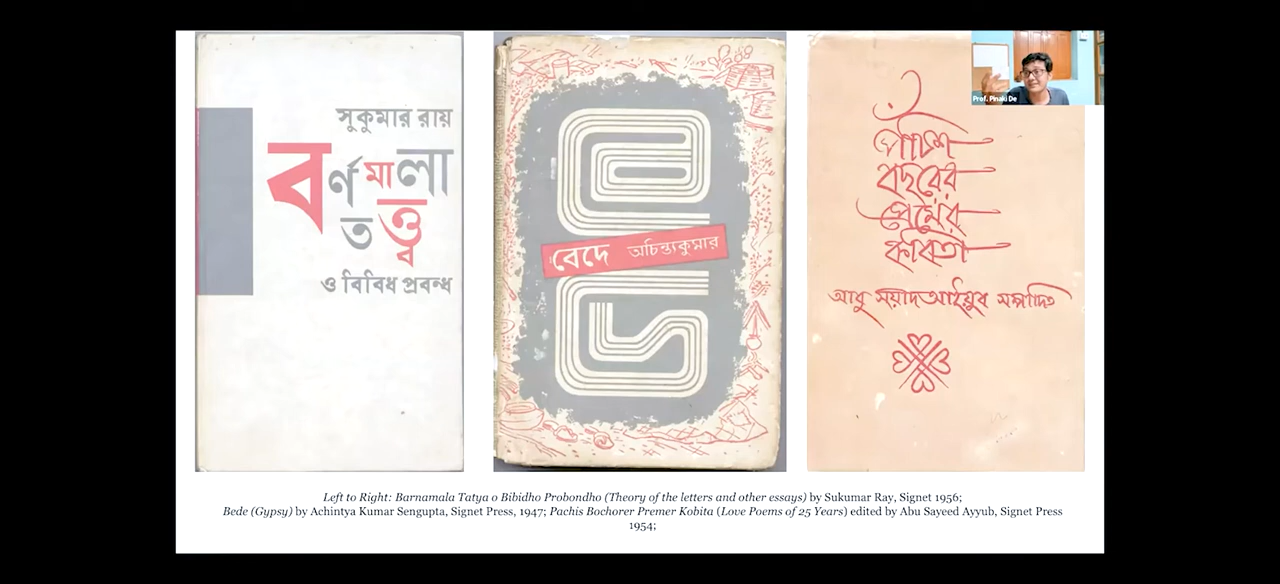 সুকুমার রায়
বর্ণমালা
তত্ত্ব
ও বিবিধ প্রবন্ধ
বেদে অচিন্ত্যকুমার
পঁচিশ
বছরের
প্রেমের
কবিতা
আবু সয়ীদ আইয়ুব সম্পাদিত
Prof. Pinaki De
Left to Right: Barnamala Tatya o Bibidho Probondho (Theory of the letters and other essays) by Sukumar Ray, Signet 1956;
Bede (Gypsy) by Achintya Kumar Sengupta, Signet Press, 1947; Pachis Bochorer Premer Kobita (Love Poems of 25 Years) edited by Abu Sayeed Ayyub, Signet Press
1954;